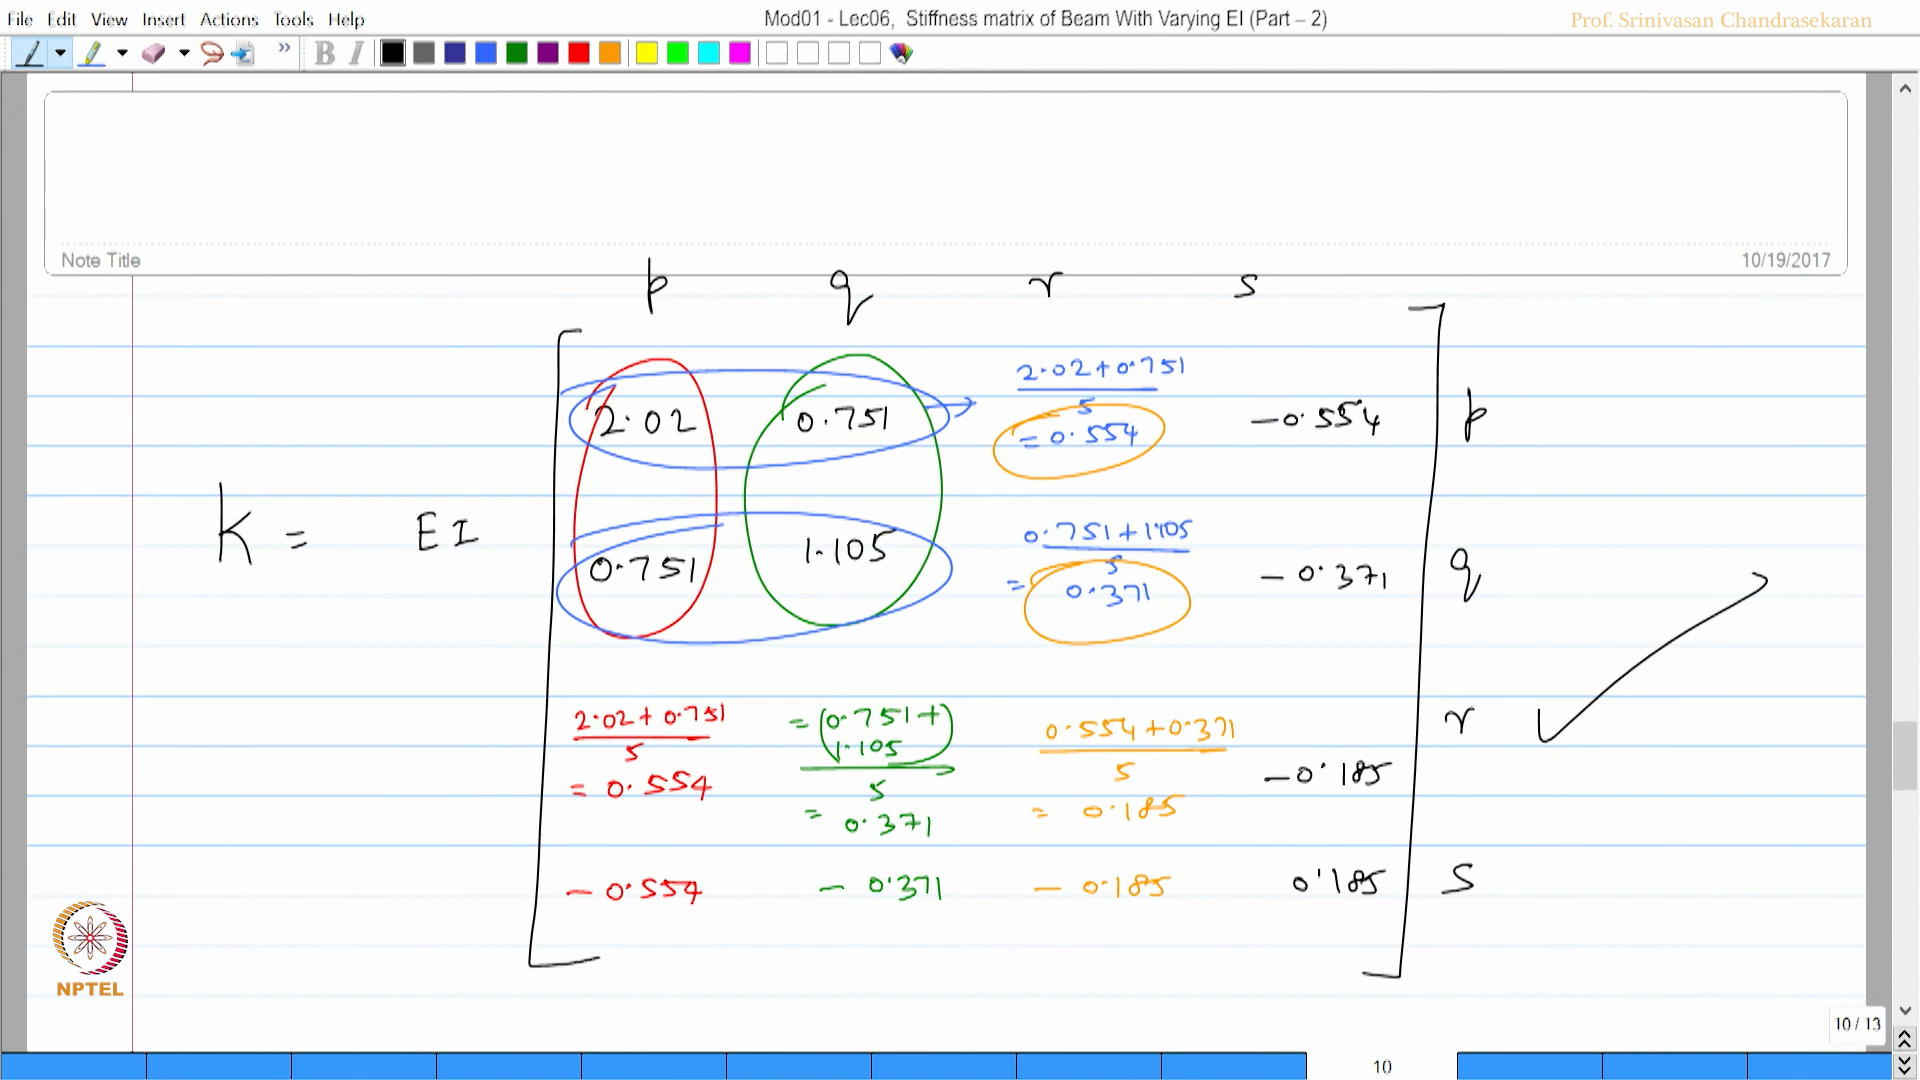 File Edit View Insert Actions Tools Help
Mod01 - Lec06, Stiffness matrix of Beam With Varying EI (Part – 2)
Prof. Srinivasan Chandrasekaran
B I
Note Title
10/19/2017
p q r s
2.02 0.751 2.02+0.751 / 5 = 0.554 -0.554 p
K = EI
0.751 1.105 0.751+1.105 / 5 = 0.371 -0.371 q
2.02+0.751 / 5 = 0.554 = (0.751+1.105) / 5 = 0.371 0.554+0.371 / 5 = 0.185 -0.185 r
-0.554 -0.371 -0.185 0.185 s
NPTEL
10 / 13
10